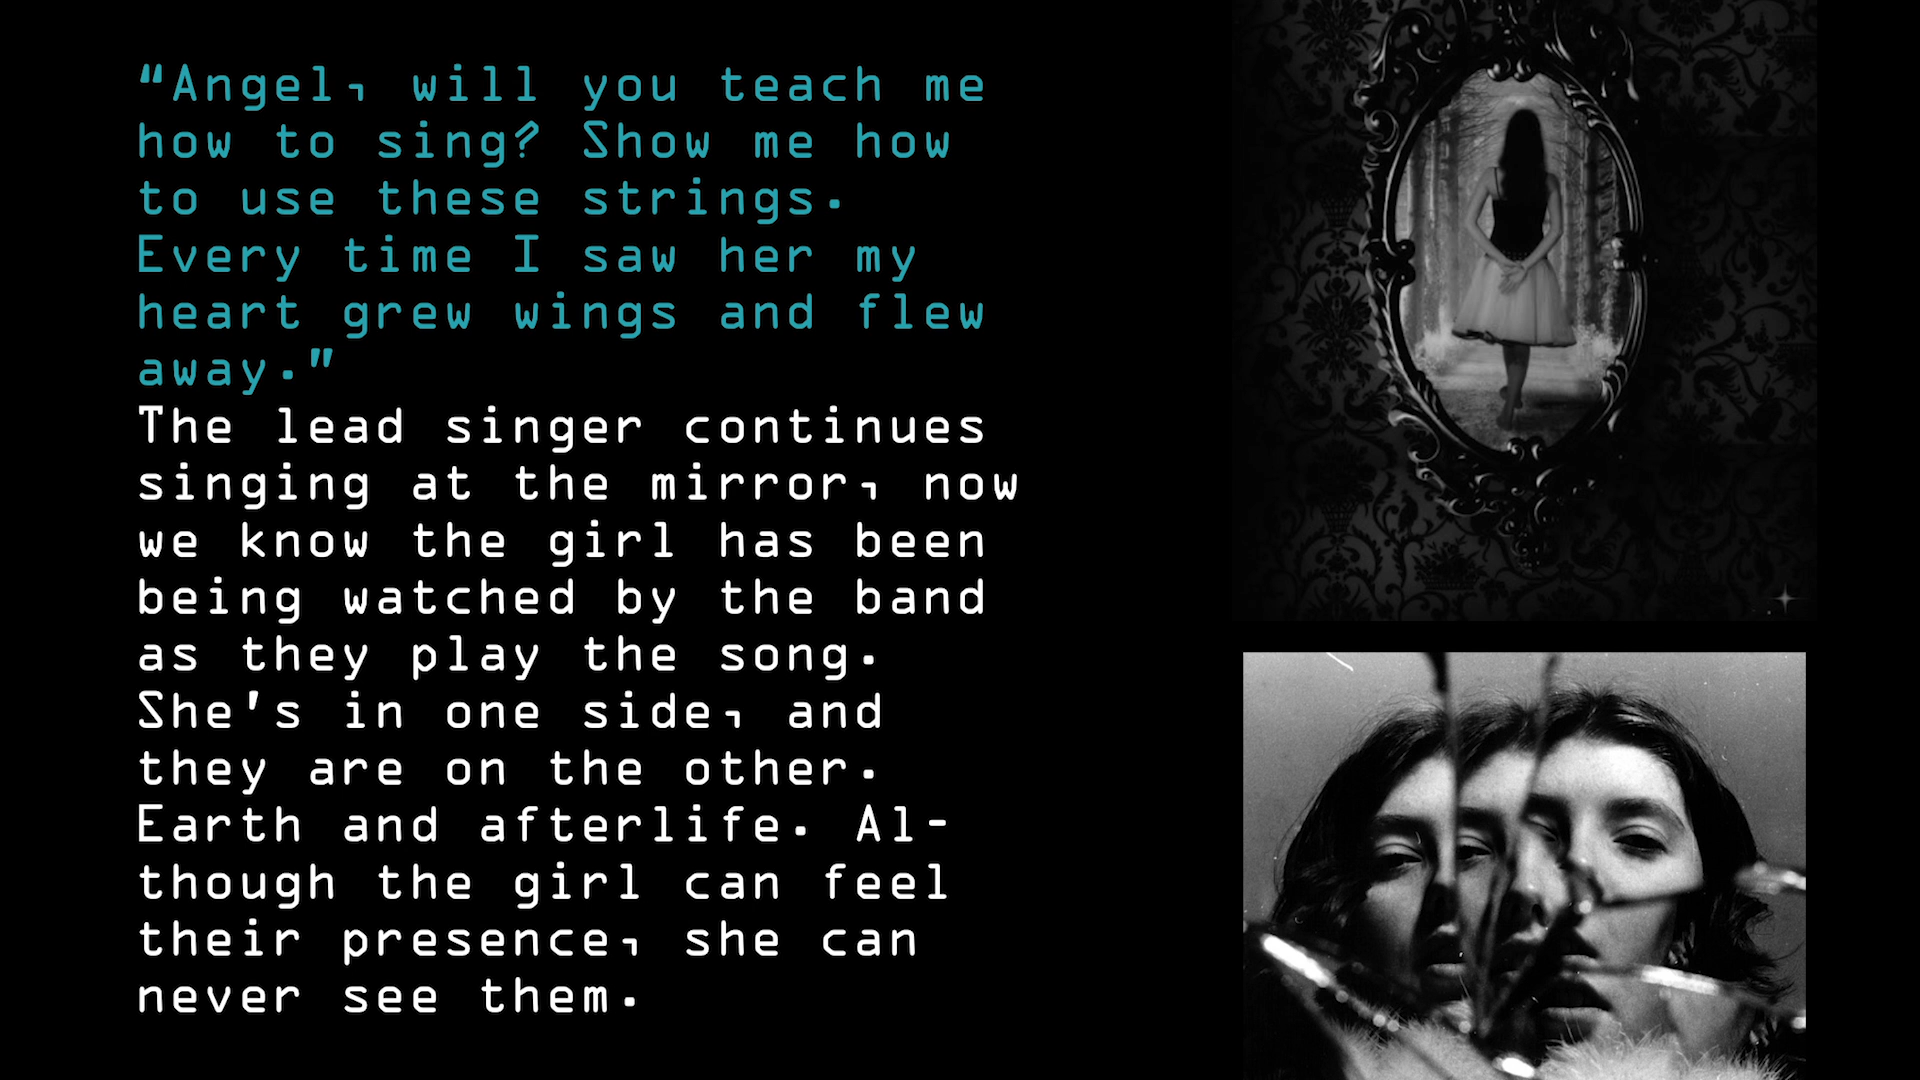 "Angel, will you teach me
how to sing? Show me how
to use these strings.
Every time I saw her my
heart grew wings and flew
away."
The lead singer continues
singing at the mirror, now
we know the girl has been
being watched by the band
as they play the song.
She's in one side, and
they are on the other.
Earth and afterlife. Al-
though the girl can feel
their presence, she can
never see them.